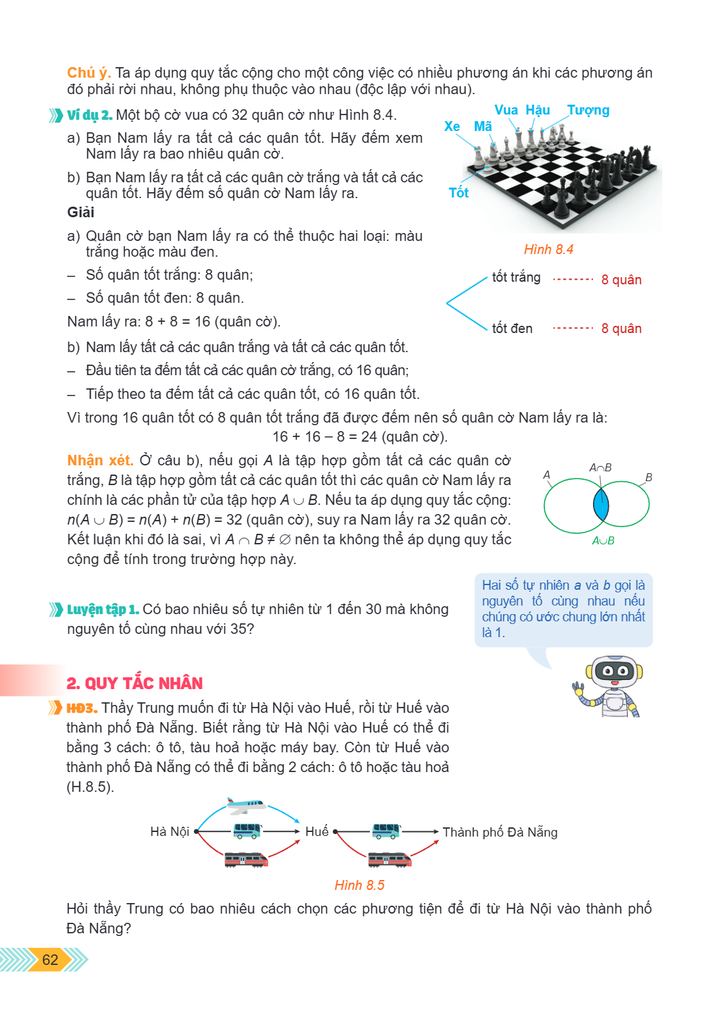 Chú ý. Ta áp dụng quy tắc cộng cho một công việc có nhiều phương án khi các phương án
đó phải rời nhau, không phụ thuộc vào nhau (độc lập với nhau).
Ví dụ 2. Một bộ cờ vua có 32 quân cờ như Hình 8.4.
a) Bạn Nam lấy ra tất cả các quân tốt. Hãy đếm xem
Nam lấy ra bao nhiêu quân cờ.
b) Bạn Nam lấy ra tất cả các quân cờ trắng và tất cả các
quân tốt. Hãy đếm số quân cờ Nam lấy ra.
Vua Hậu Tượng
Xe Mã
Tốt
Hình 8.4
Giải
a) Quân cờ bạn Nam lấy ra có thể thuộc hai loại: màu
trắng hoặc màu đen.
– Số quân tốt trắng: 8 quân;
– Số quân tốt đen: 8 quân.
Nam lấy ra: 8 + 8 = 16 (quân cờ).
tốt trắng 8 quân
tốt đen 8 quân
b) Nam lấy tất cả các quân trắng và tất cả các quân tốt.
– Đầu tiên ta đếm tất cả các quân cờ trắng, có 16 quân;
– Tiếp theo ta đếm tất cả các quân tốt, có 16 quân tốt.
Vì trong 16 quân tốt có 8 quân tốt trắng đã được đếm nên số quân cờ Nam lấy ra là:
16 + 16 – 8 = 24 (quân cờ).
Nhận xét. Ở câu b), nếu gọi A là tập hợp gồm tất cả các quân cờ
trắng, B là tập hợp gồm tất cả các quân tốt thì các quân cờ Nam lấy ra
chính là các phần tử của tập hợp A ∪ B. Nếu ta áp dụng quy tắc cộng:
n(A ∪ B) = n(A) + n(B) = 32 (quân cờ), suy ra Nam lấy ra 32 quân cờ.
Kết luận khi đó là sai, vì A ∩ B ≠ ∅ nên ta không thể áp dụng quy tắc
cộng để tính trong trường hợp này.
A A∩B B
A∪B
Luyện tập 1. Có bao nhiêu số tự nhiên từ 1 đến 30 mà không
nguyên tố cùng nhau với 35?
Hai số tự nhiên a và b gọi là
nguyên tố cùng nhau nếu
chúng có ước chung lớn nhất
là 1.
2. QUY TẮC NHÂN
HĐ3. Thầy Trung muốn đi từ Hà Nội vào Huế, rồi từ Huế vào
thành phố Đà Nẵng. Biết rằng từ Hà Nội vào Huế có thể đi
bằng 3 cách: ô tô, tàu hoả hoặc máy bay. Còn từ Huế vào
thành phố Đà Nẵng có thể đi bằng 2 cách: ô tô hoặc tàu hoả
(H.8.5).
Hà Nội Huế Thành phố Đà Nẵng
Hình 8.5
Hỏi thầy Trung có bao nhiêu cách chọn các phương tiện để đi từ Hà Nội vào thành phố
Đà Nẵng?
62